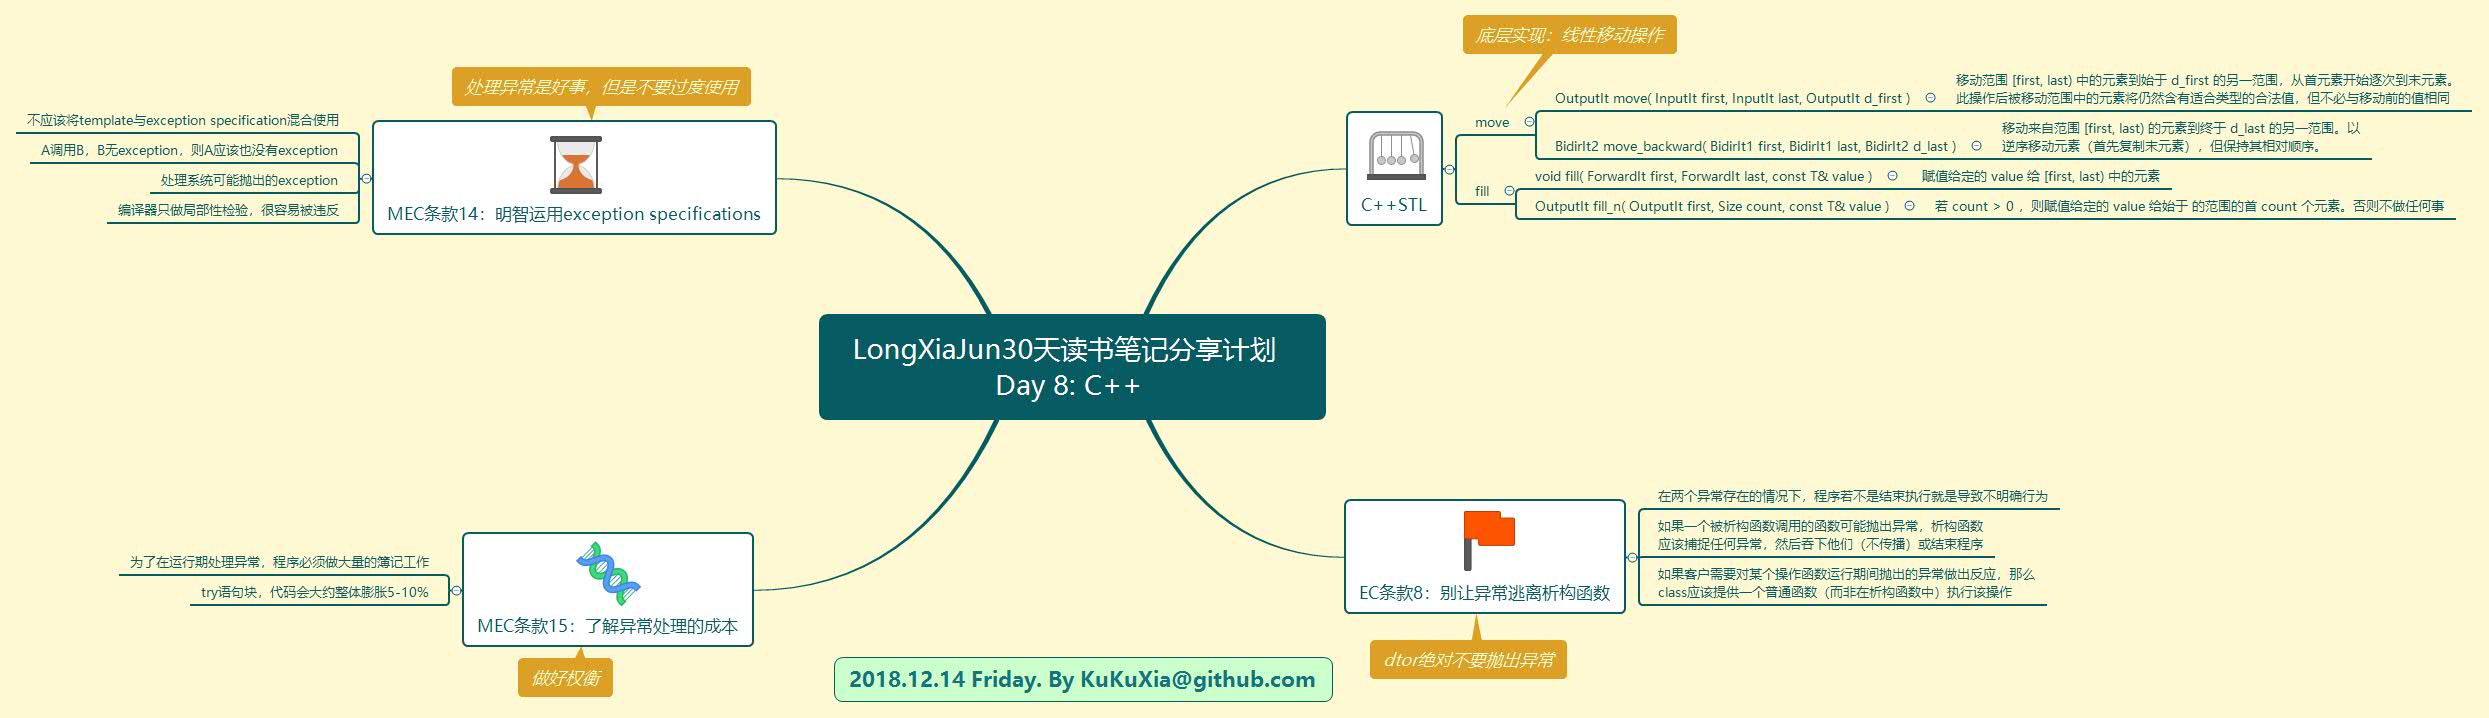 LongXiaJun30天读书笔记分享计划
Day 8: C++
处理异常是好事，但是不要过度使用
MEC条款14：明智运用exception specifications
不应该将template与exception specification混合使用
A调用B，B无exception，则A应该也没有exception
处理系统可能抛出的exception
编译器只做局部性检验，很容易被违反
底层实现：线性移动操作
C++STL
move
OutputIt move( InputIt first, InputIt last, OutputIt d_first )
移动范围 [first, last) 中的元素到始于 d_first 的另一范围，从首元素开始逐次到末元素。
此操作后被移动范围中的元素将仍然含有适合类型的合法值，但不必与移动前的值相同
BidirIt2 move_backward( BidirIt1 first, BidirIt1 last, BidirIt2 d_last )
移动来自范围 [first, last) 的元素到终于 d_last 的另一范围。以
逆序移动元素（首先复制末元素），但保持其相对顺序。
fill
void fill( ForwardIt first, ForwardIt last, const T& value )
赋值给定的 value 给 [first, last) 中的元素
OutputIt fill_n( OutputIt first, Size count, const T& value )
若 count > 0 ，则赋值给定的 value 给始于 的范围的首 count 个元素。否则不做任何事
MEC条款15：了解异常处理的成本
为了在运行期处理异常，程序必须做大量的簿记工作
try语句块，代码会大约整体膨胀5-10%
做好权衡
EC条款8：别让异常逃离析构函数
在两个异常存在的情况下，程序若不是结束执行就是导致不明确行为
如果一个被析构函数调用的函数可能抛出异常，析构函数
应该捕捉任何异常，然后吞下他们（不传播）或结束程序
如果客户需要对某个操作函数运行期间抛出的异常做出反应，那么
class应该提供一个普通函数（而非在析构函数中）执行该操作
dtor绝对不要抛出异常
2018.12.14 Friday. By KuKuXia@github.com